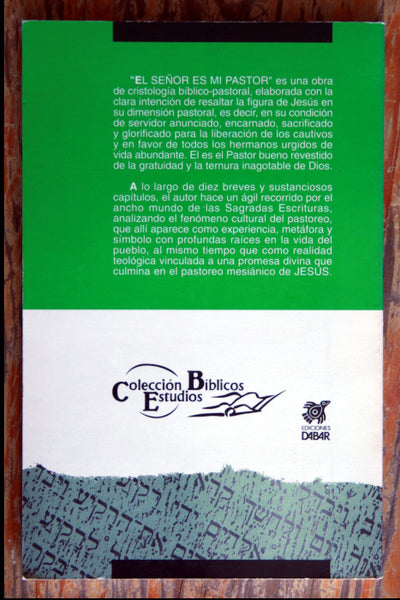 "EL SEÑOR ES MI PASTOR" es una obra
de cristología bíblico-pastoral, elaborada con la
clara intención de resaltar la figura de Jesús en
su dimensión pastoral, es decir, en su condición
de servidor anunciado, encarnado, sacrificado
y glorificado para la liberación de los cautivos
y en favor de todos los hermanos urgidos de
vida abundante. El es el Pastor bueno revestido
de la gratuidad y la ternura inagotable de Dios.
A lo largo de diez breves y sustanciosos
capítulos, el autor hace un ágil recorrido por el
ancho mundo de las Sagradas Escrituras,
analizando el fenómeno cultural del pastoreo,
que allí aparece como experiencia, metáfora y
símbolo con profundas raíces en la vida del
pueblo, al mismo tiempo que como realidad
teológica vinculada a una promesa divina que
culmina en el pastoreo mesiánico de JESÚS.
Colección Bíblicos
Estudios
EDICIONES
DABAR